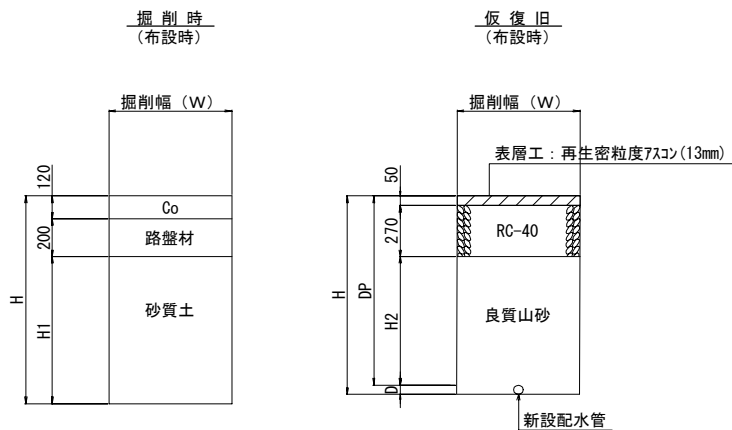 掘 削 時
(布設時)
掘削幅 (W)
120
200
H
H1
Co
路盤材
砂質土
仮 復 旧
(布設時)
掘削幅 (W)
表層工：再生密粒度アスコン(13mm)
50
270
H
DP
H2
D
RC-40
良質山砂
新設配水管